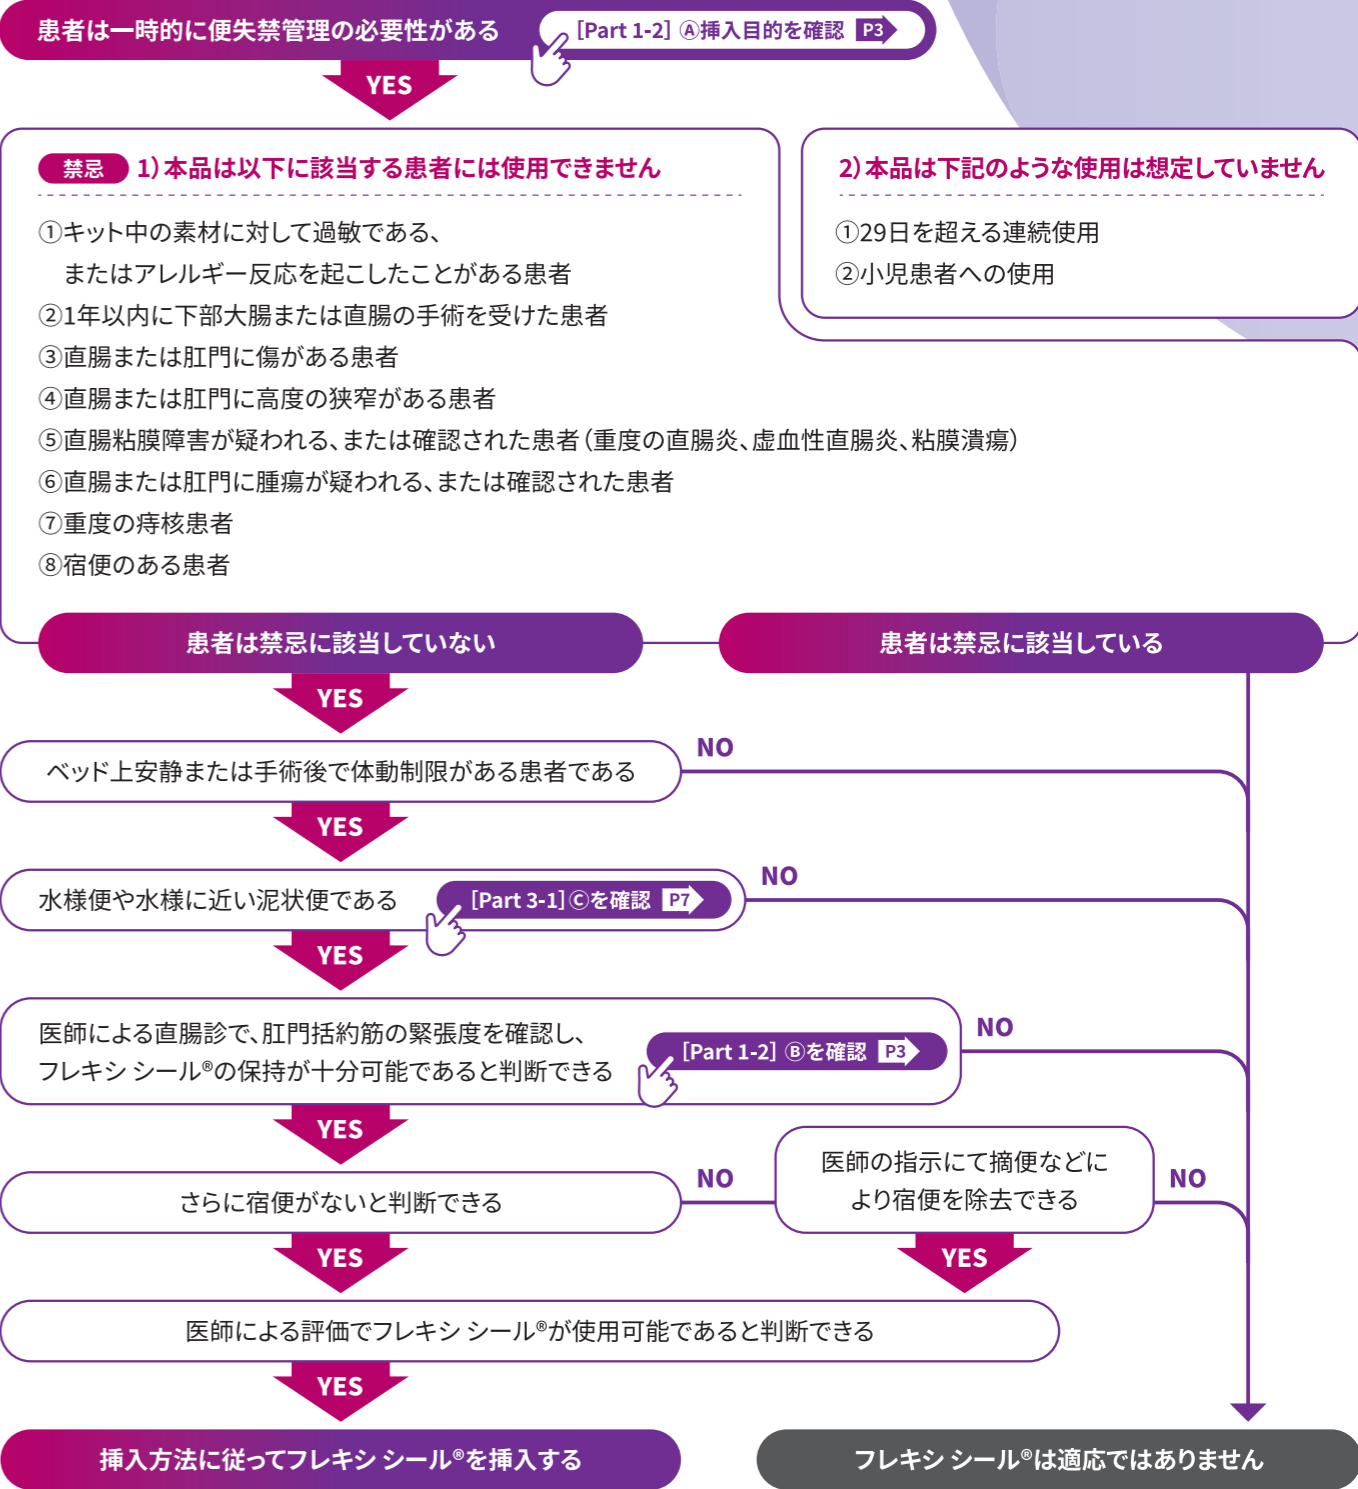 患者は一時的に便失禁管理の必要性がある
[Part 1-2] Ⓐ挿入目的を確認 P3
YES
禁忌 1)本品は以下に該当する患者には使用できません
①キット中の素材に対して過敏である、
またはアレルギー反応を起こしたことがある患者
②1年以内に下部大腸または直腸の手術を受けた患者
③直腸または肛門に傷がある患者
④直腸または肛門に高度の狭窄がある患者
⑤直腸粘膜障害が疑われる、または確認された患者(重度の直腸炎、虚血性直腸炎、粘膜潰瘍)
⑥直腸または肛門に腫瘍が疑われる、または確認された患者
⑦重度の痔核患者
⑧宿便のある患者
2)本品は下記のような使用は想定していません
①29日を超える連続使用
②小児患者への使用
患者は禁忌に該当していない
患者は禁忌に該当している
YES
ベッド上安静または手術後で体動制限がある患者である
NO
YES
水様便や水様に近い泥状便である
[Part 3-1]Ⓒを確認 P7
NO
YES
医師による直腸診で、肛門括約筋の緊張度を確認し、
フレキシ シール®の保持が十分可能であると判断できる
[Part 1-2] Ⓑを確認 P3
NO
YES
さらに宿便がないと判断できる
NO
医師の指示にて摘便などに
より宿便を除去できる
NO
YES
YES
医師による評価でフレキシ シール®が使用可能であると判断できる
YES
挿入方法に従ってフレキシ シール®を挿入する
フレキシ シール®は適応ではありません